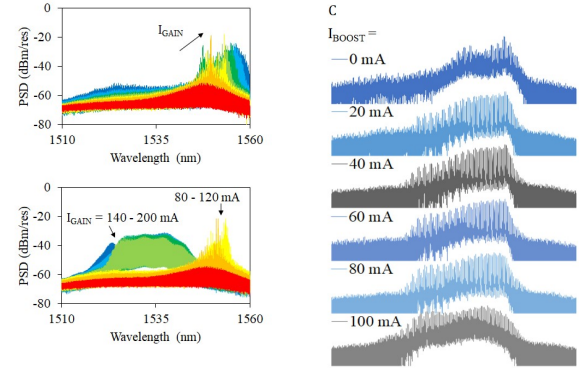 0
-20
-40
-60
-80
PSD (dBm/res)
I_GAIN
1510
1535
1560
Wavelength (nm)
0
-20
-40
-60
-80
PSD (dBm/res)
80 - 120 mA
I_GAIN = 140 - 200 mA
1510
1535
1560
Wavelength (nm)
C
I_BOOST =
0 mA
20 mA
40 mA
60 mA
80 mA
100 mA